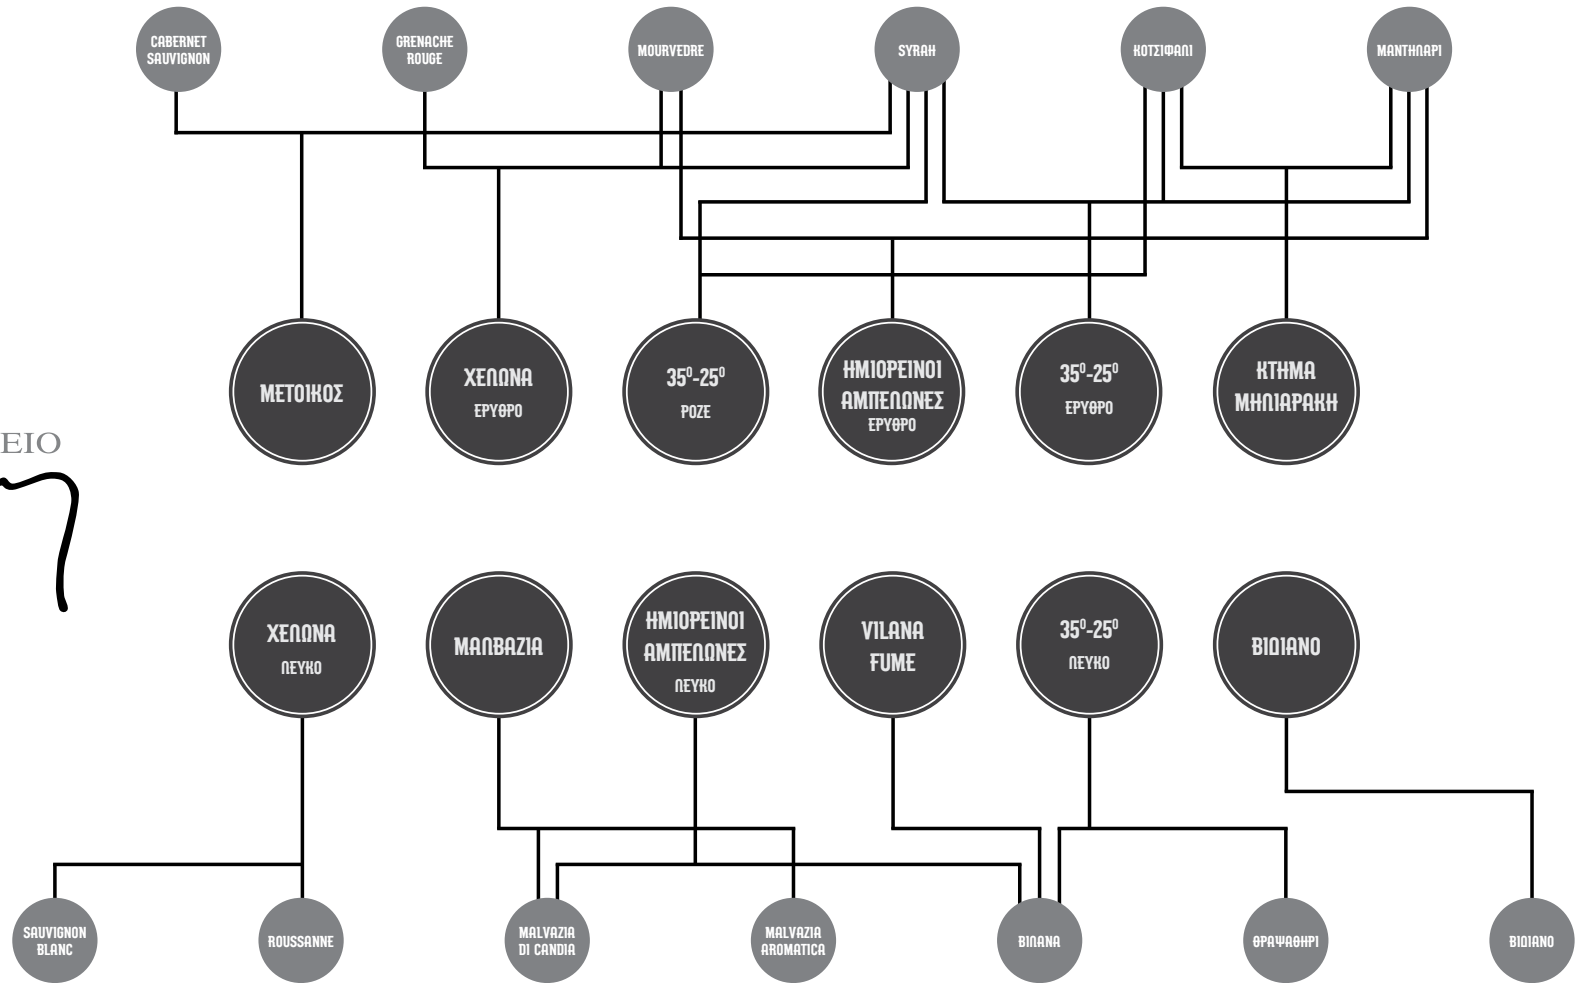 CABERNET
SAUVIGNON
GRENACHE
ROUGE
MOURVEDRE
SYRAH
ΚΟΤΣΙΦΑΛΙ
ΜΑΝΤΗΛΑΡΙ
ΜΕΤΟΙΚΟΣ
ΧΕΛΩΝΑ
ΕΡΥΘΡΟ
35⁰-25⁰
ΡΟΖΕ
ΗΜΙΟΡΕΙΝΟΙ
ΑΜΠΕΛΩΝΕΣ
ΕΡΥΘΡΟ
35⁰-25⁰
ΕΡΥΘΡΟ
ΚΤΗΜΑ
ΜΗΛΙΑΡΑΚΗ
ΕΙΟ
ΧΕΛΩΝΑ
ΛΕΥΚΟ
ΜΑΛΒΑΖΙΑ
ΗΜΙΟΡΕΙΝΟΙ
ΑΜΠΕΛΩΝΕΣ
ΛΕΥΚΟ
VILANA
FUME
35⁰-25⁰
ΛΕΥΚΟ
ΒΙΔΙΑΝΟ
SAUVIGNON
BLANC
ROUSSANNE
MALVAZIA
DI CANDIA
MALVAZIA
AROMATICA
ΒΙΛΑΝΑ
ΘΡΑΨΑΘΗΡΙ
ΒΙΔΙΑΝΟ